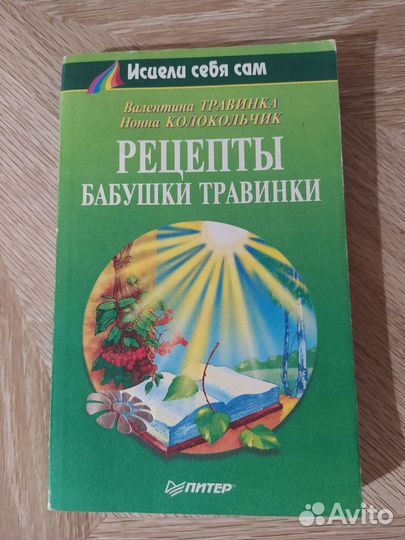 Исцели себя сам
Валентина ТРАВИНКА
Нонна КОЛОКОЛЬЧИК
РЕЦЕПТЫ
БАБУШКИ ТРАВИНКИ
ПИТЕР
Avito